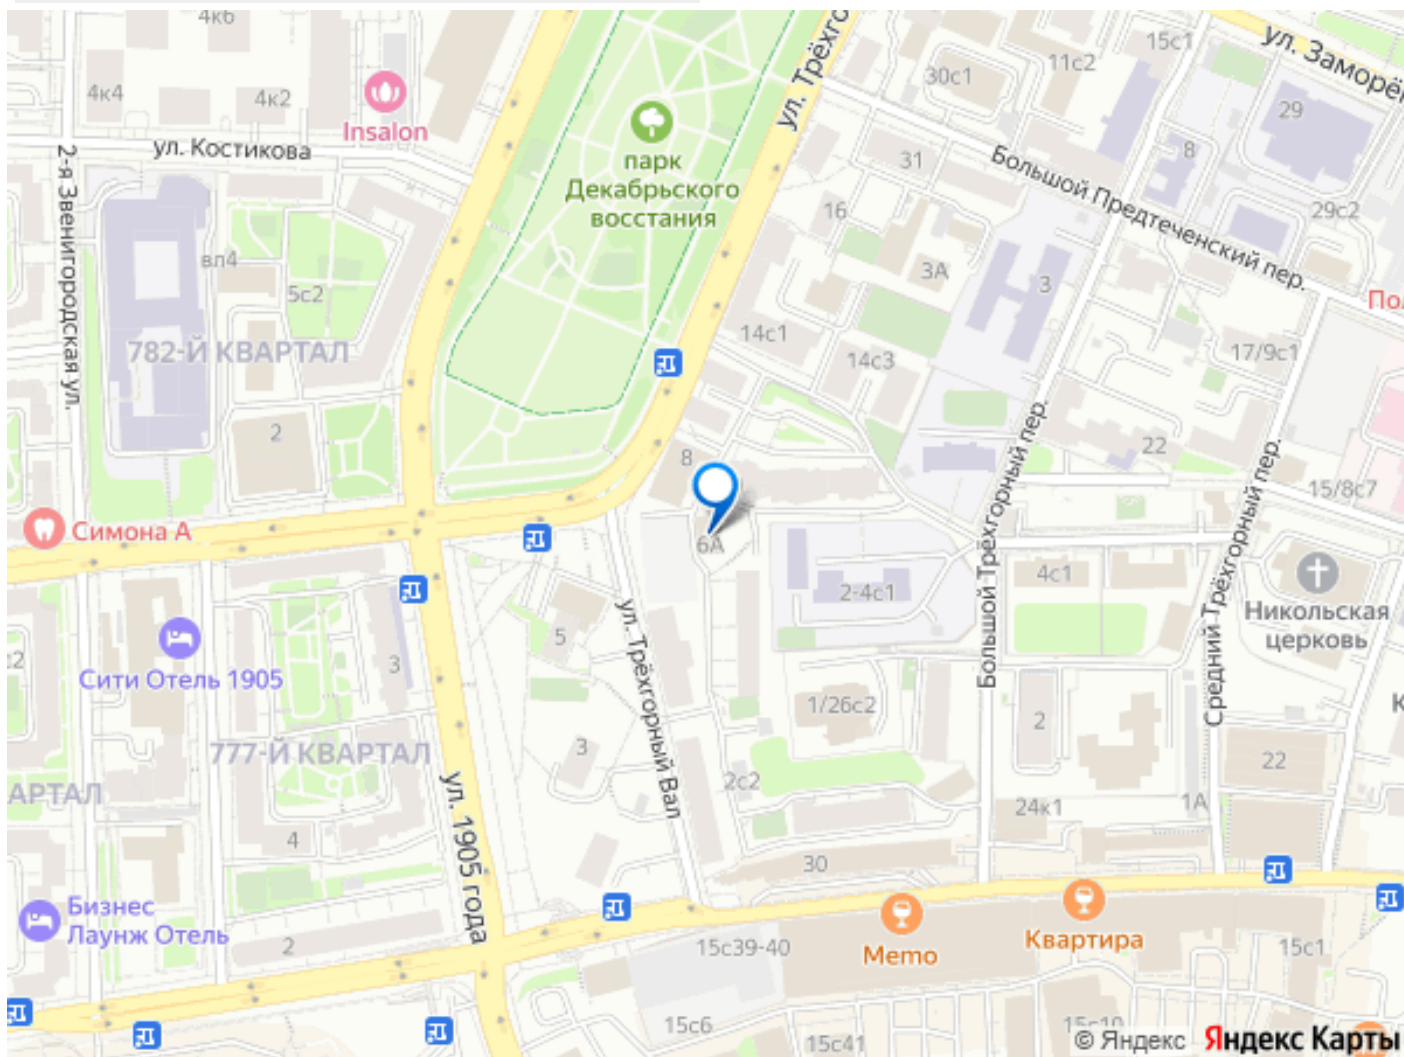 4к6
4к4
4к2
Insalon
ул. Костикова
2-я Звенигородская ул.
вл4
5с2
782-Й КВАРТАЛ
2
парк
Декабрьского
восстания
ул. Трёхго
30с1
11с2
15с1
ул. Заморё
29
8
31
Большой Предтеченский пер.
29с2
16
3А
3
Пол
14с1
14с3
17/9с1
22
15/8с7
8
6А
Симона А
2-4с1
4с1
Никольская
церковь
Большой Трёхгорный пер.
Средний Трёхгорный пер.
с2
Сити Отель 1905
3
5
ул. Трёхгорный Вал
1/26с2
2
К
777-Й КВАРТАЛ
АРТАЛ
3
2с2
22
ул. 1905 года
4
24к1
1А
30
Бизнес
Лаунж Отель
2
15с39-40
Memo
Квартира
15с1
15с6
15с41
15с10
© Яндекс Яндекс Карты